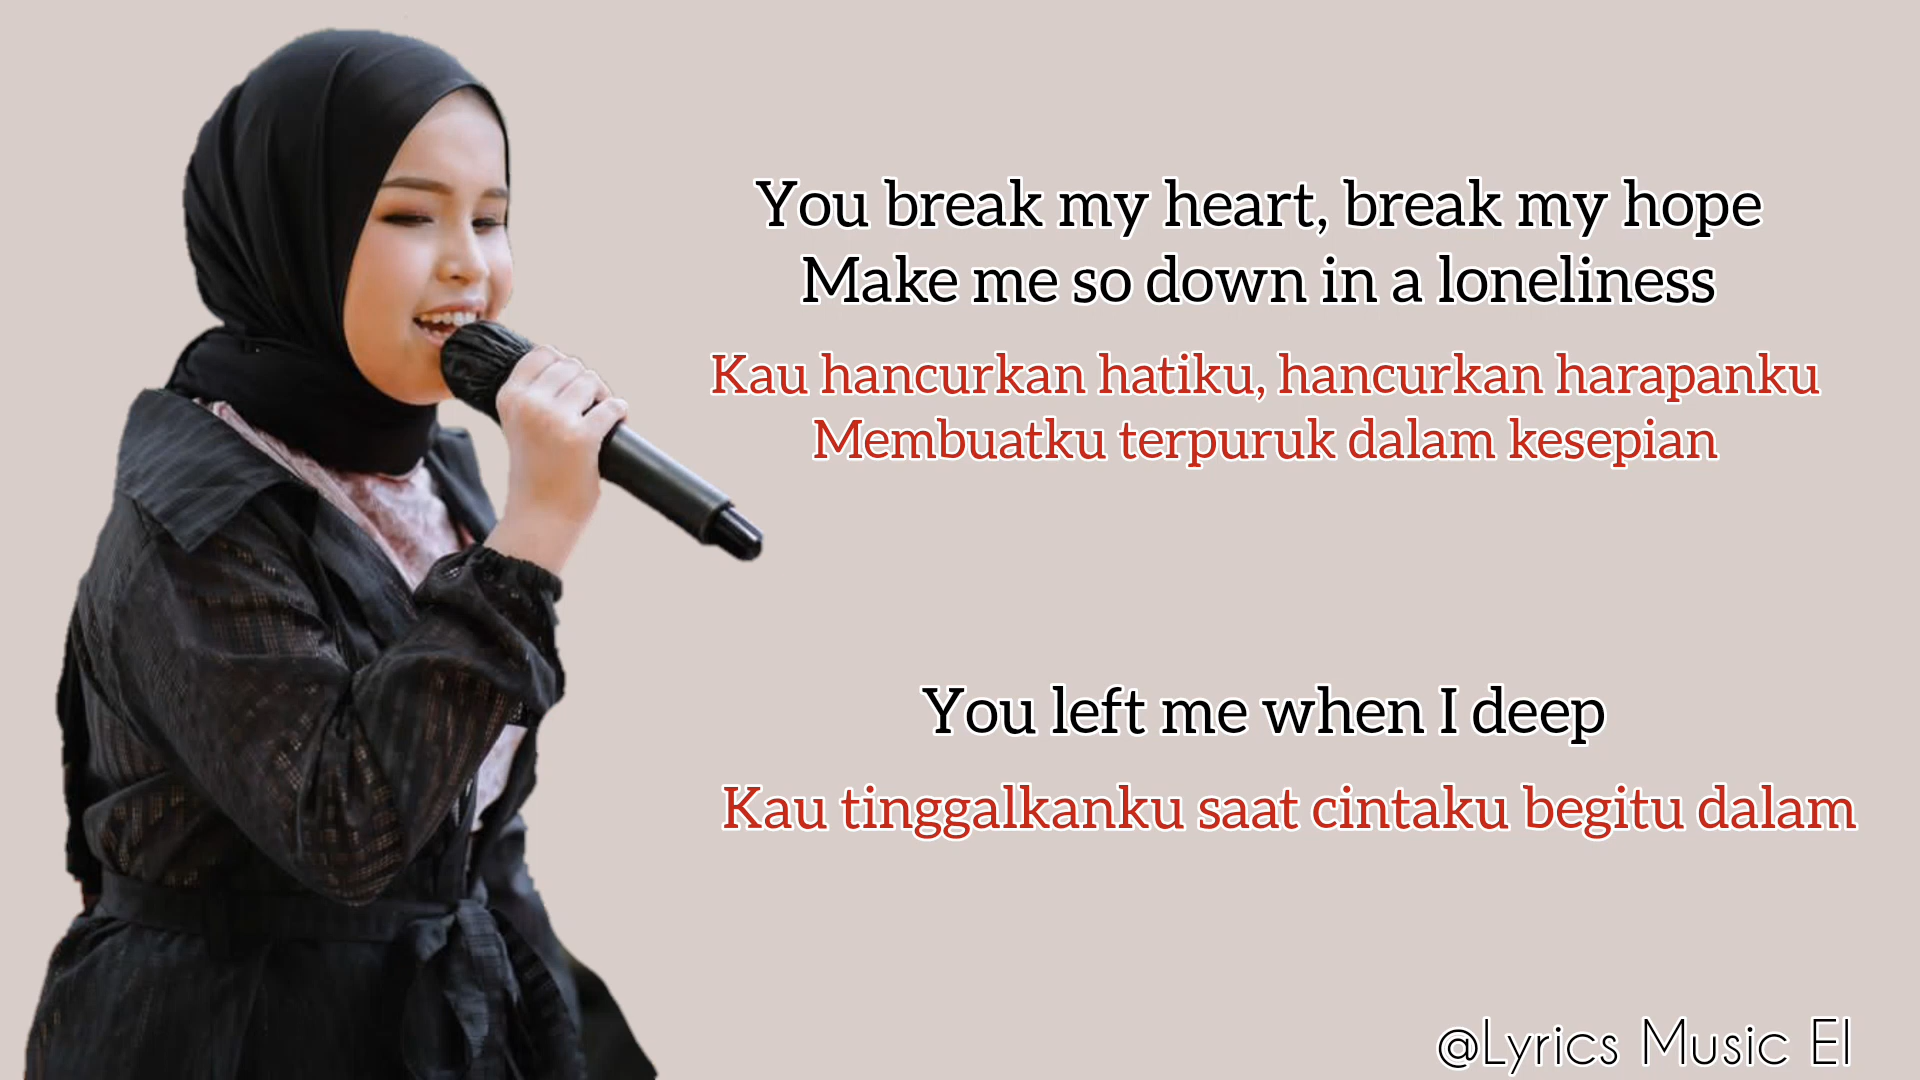 You break my heart, break my hope
Make me so down in a loneliness
Kau hancurkan hatiku, hancurkan harapanku
Membuatku terpuruk dalam kesepian
You left me when I deep
Kau tinggalkanku saat cintaku begitu dalam
@Lyrics Music El